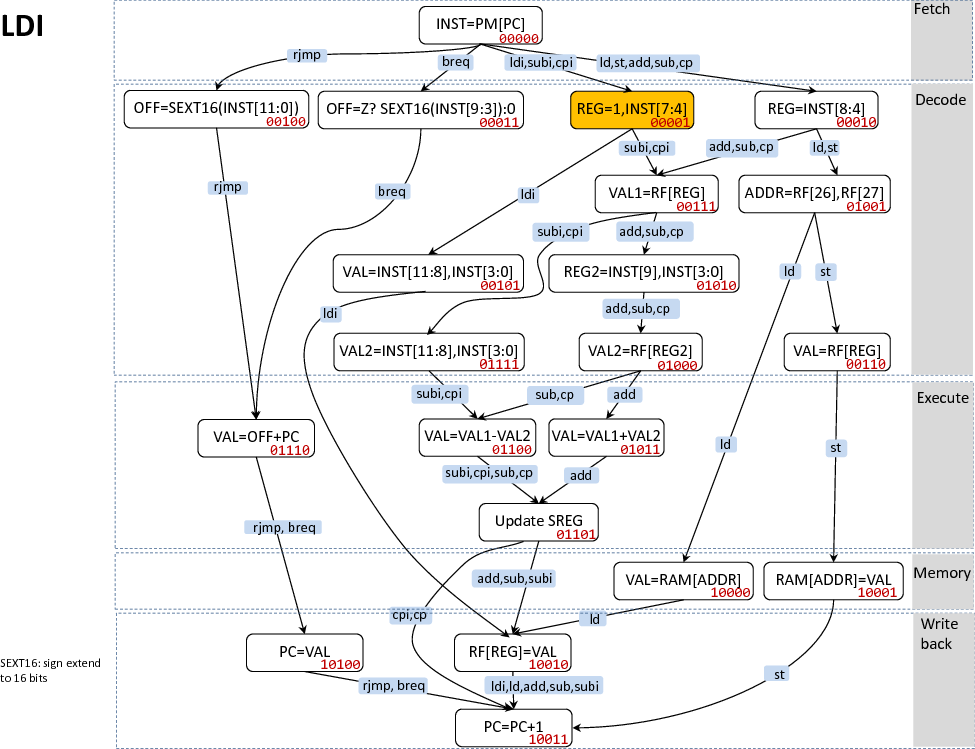 LDI
Fetch
INST=PM[PC]
00000
rjmp
breq
ldi,subi,cpi
ld,st,add,sub,cp
Decode
OFF=SEXT16(INST[11:0])
00100
OFF=Z? SEXT16(INST[9:3]):0
00011
REG=1,INST[7:4]
00001
REG=INST[8:4]
00010
subi,cpi
add,sub,cp
ld,st
rjmp
breq
ldi
VAL1=RF[REG]
00111
ADDR=RF[26],RF[27]
01001
subi,cpi
add,sub,cp
VAL=INST[11:8],INST[3:0]
00101
REG2=INST[9],INST[3:0]
01010
ld
st
ldi
add,sub,cp
VAL2=INST[11:8],INST[3:0]
01111
VAL2=RF[REG2]
01000
VAL=RF[REG]
00110
Execute
subi,cpi
sub,cp
add
VAL=OFF+PC
01110
VAL=VAL1-VAL2
01100
VAL=VAL1+VAL2
01011
ld
st
subi,cpi,sub,cp
add
Update SREG
01101
rjmp, breq
Memory
add,sub,subi
VAL=RAM[ADDR]
10000
RAM[ADDR]=VAL
10001
cpi,cp
ld
Write
back
PC=VAL
10100
RF[REG]=VAL
10010
SEXT16: sign extend
to 16 bits
rjmp, breq
ldi,ld,add,sub,subi
st
PC=PC+1
10011